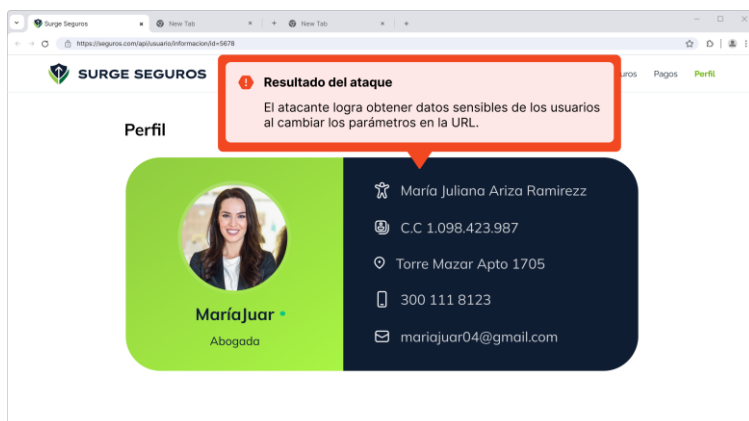 Surge Seguros
New Tab
New Tab
https://seguros.com/api/usuario/informacion/id=5678
SURGE SEGUROS
uros
Pagos
Perfil
Resultado del ataque
El atacante logra obtener datos sensibles de los usuarios
al cambiar los parámetros en la URL.
Perfil
MaríaJuar
Abogada
María Juliana Ariza Ramirezz
C.C 1.098.423.987
Torre Mazar Apto 1705
300 111 8123
mariajuar04@gmail.com